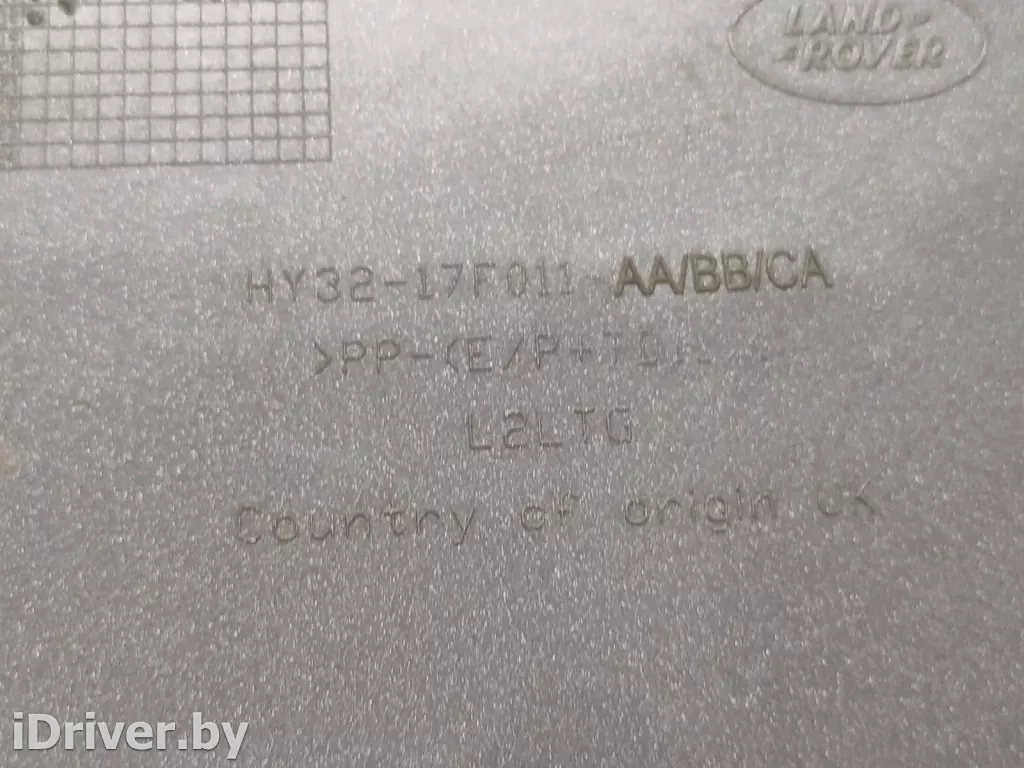 LAND
ROVER
HY32-17F011 AA/BB/CA
>PP-(E/P+TD
L2LTG
Country of origin UK
iDriver.by